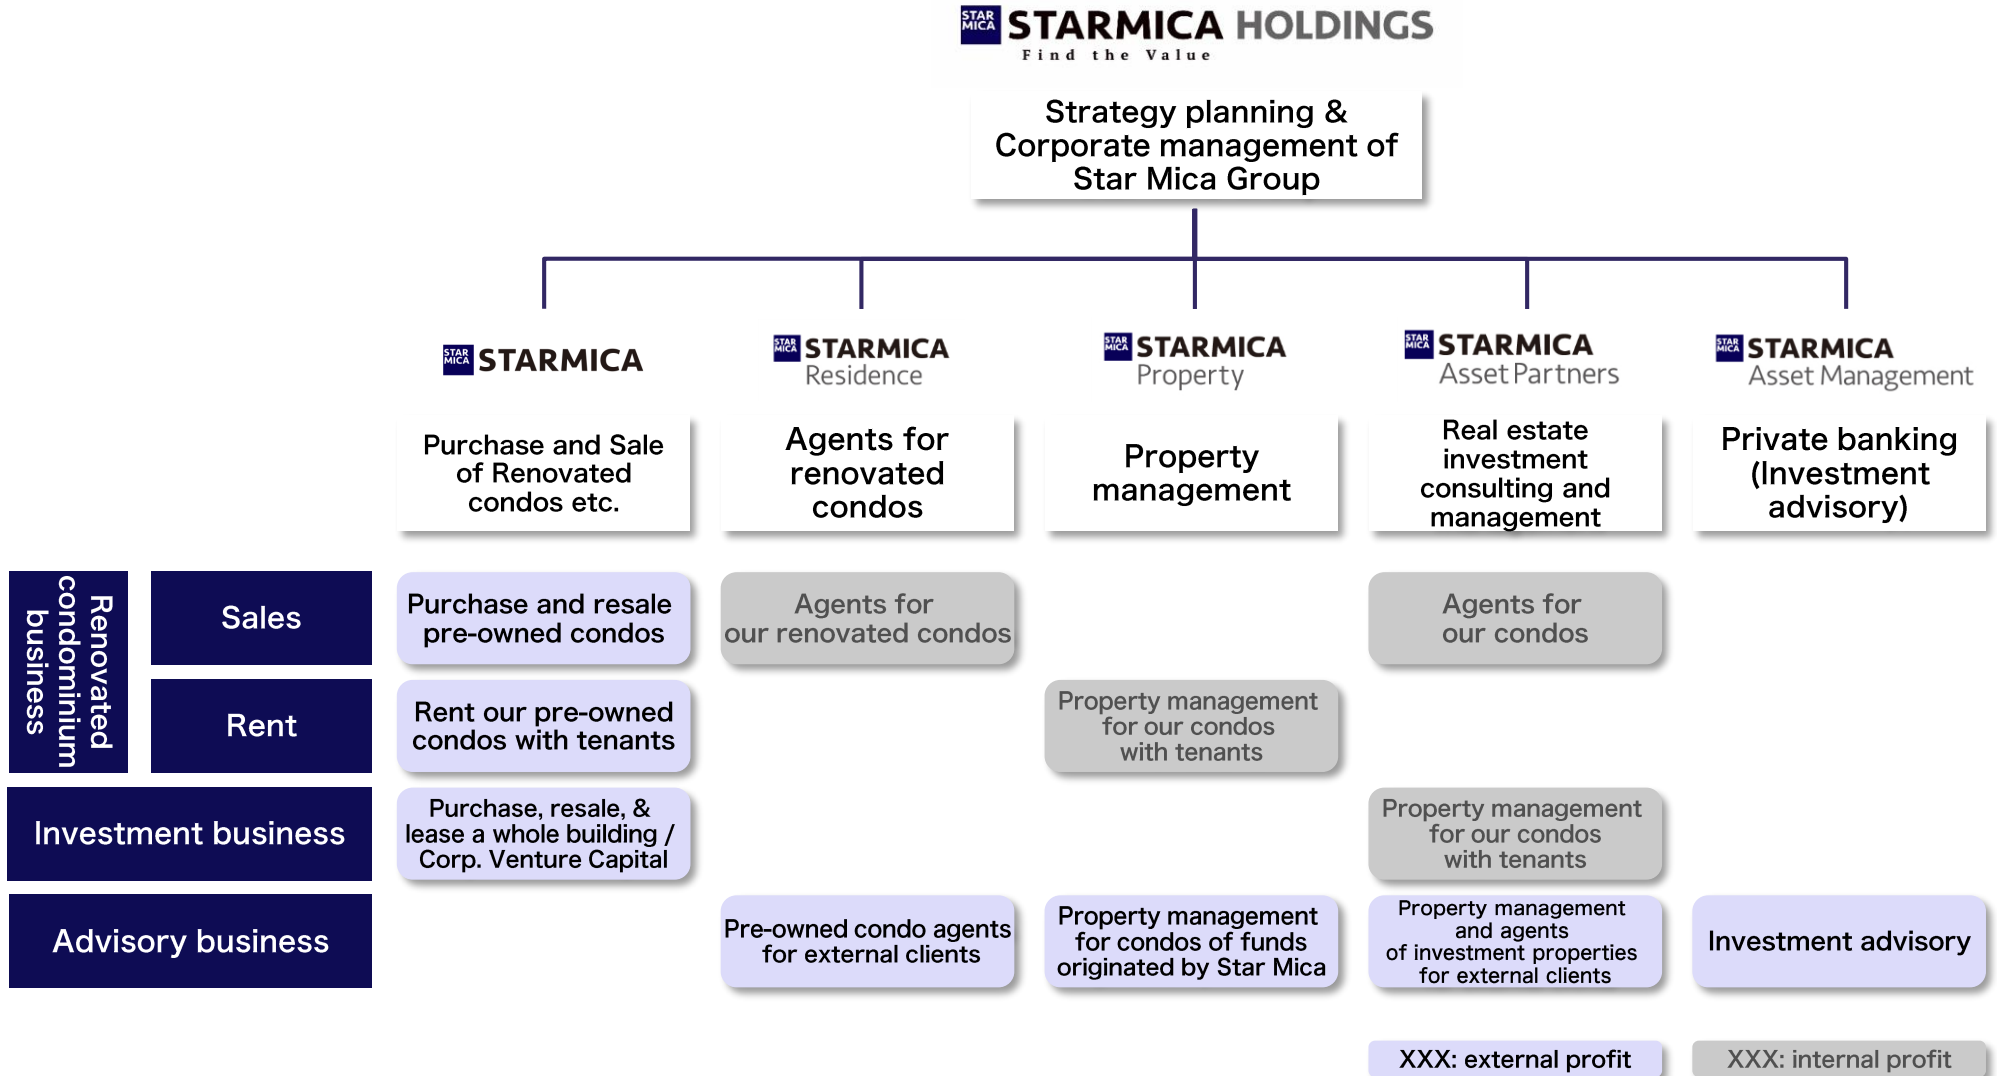 STAR
MICA
STARMICA HOLDINGS
Find the Value
Strategy planning &
Corporate management of
Star Mica Group
STAR
MICA
STARMICA
STAR
MICA
STARMICA
Residence
STAR
MICA
STARMICA
Property
STAR
MICA
STARMICA
Asset Partners
STAR
MICA
STARMICA
Asset Management
Purchase and Sale
of Renovated
condos etc.
Agents for
renovated
condos
Property
management
Real estate
investment
consulting and
management
Private banking
(Investment
advisory)
Renovated
condominium
business
Sales
Purchase and resale
pre-owned condos
Agents for
our renovated condos
Agents for
our condos
Rent
Rent our pre-owned
condos with tenants
Property management
for our condos
with tenants
Investment business
Purchase, resale, &
lease a whole building /
Corp. Venture Capital
Property management
for our condos
with tenants
Advisory business
Pre-owned condo agents
for external clients
Property management
for condos of funds
originated by Star Mica
Property management
and agents
of investment properties
for external clients
Investment advisory
XXX: external profit
XXX: internal profit